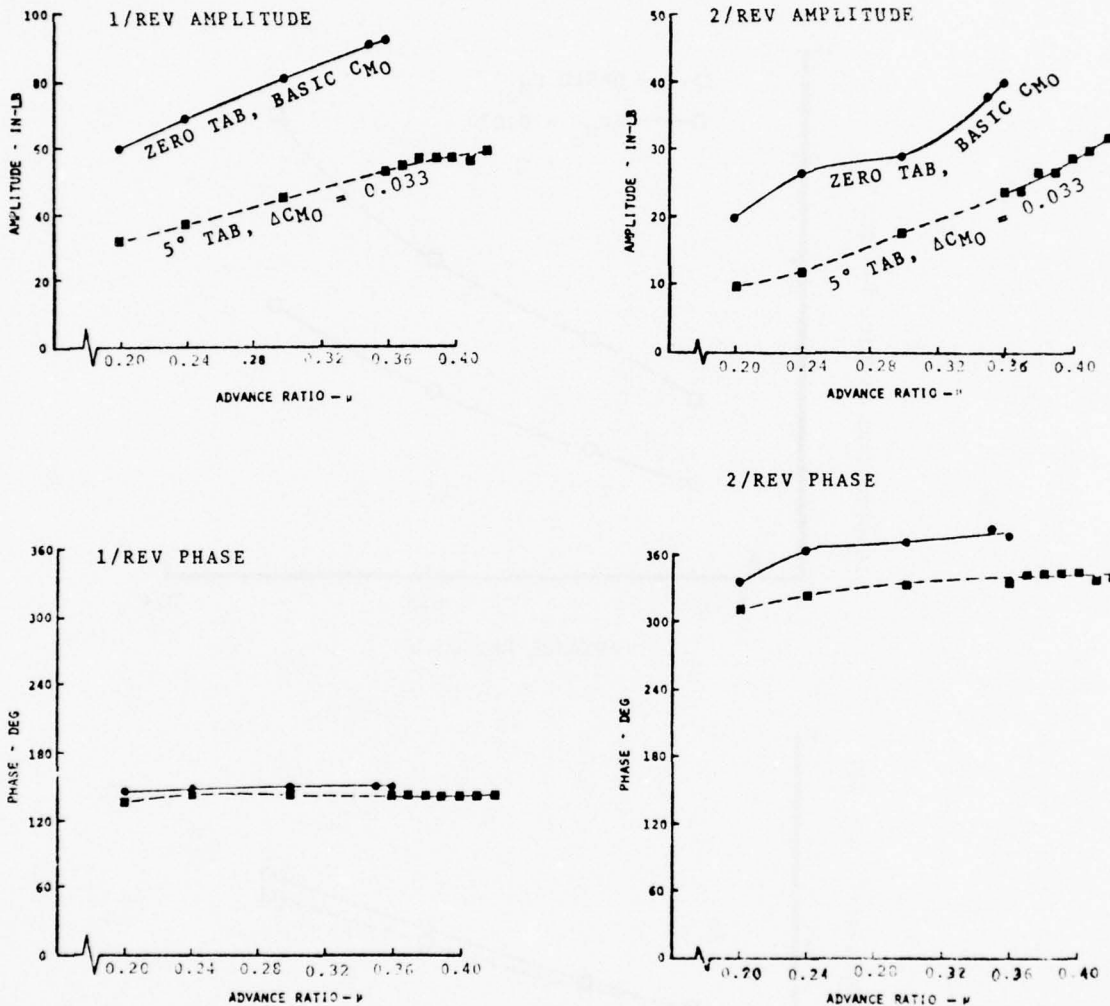 1/REV AMPLITUDE
100
80
60
40
20
0
AMPLITUDE - IN-LB
ZERO TAB, BASIC CMO
5° TAB, ΔCMO = 0.033
0.20 0.24 .28 0.32 0.36 0.40
ADVANCE RATIO – μ
2/REV AMPLITUDE
50
40
30
20
10
0
AMPLITUDE - IN-LB
ZERO TAB, BASIC CMO
5° TAB, ΔCMO = 0.033
0.20 0.24 0.28 0.32 0.36 0.40
ADVANCE RATIO –
1/REV PHASE
360
300
240
180
120
60
0
PHASE - DEG
0.20 0.24 0.28 0.32 0.36 0.40
ADVANCE RATIO – μ
2/REV PHASE
360
300
240
180
120
60
0
PHASE - DEG
0.20 0.24 0.28 0.32 0.36 0.40
ADVANCE RATIO – μ